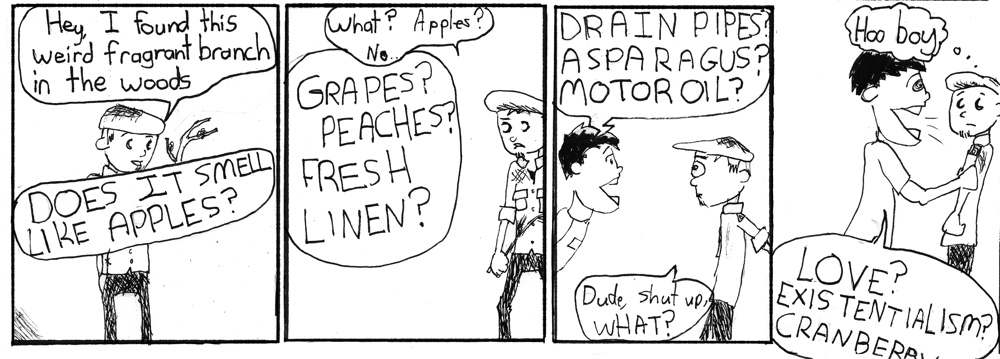 Hey, I found this
weird fragrant branch
in the woods
DOES IT SMELL
LIKE APPLES?
What? Apples?
No...
GRAPES?
PEACHES?
FRESH
LINEN?
DRAIN PIPES?
ASPARAGUS?
MOTOR OIL?
Dude, shut up,
WHAT?
Hoo boy
LOVE?
EXISTENTIALISM?